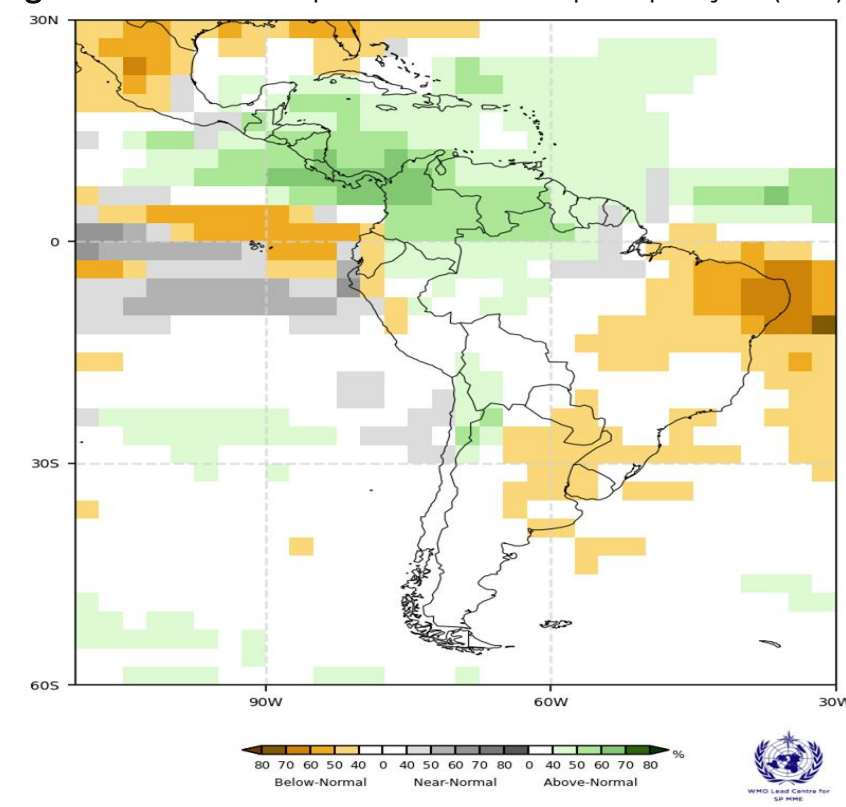 30N
0
30S
60S
90W 60W 30W
80 70 60 50 40 0 40 50 60 70 80 0 40 50 60 70 80 %
Below-Normal Near-Normal Above-Normal
WMO Lead Centre for
SP MME